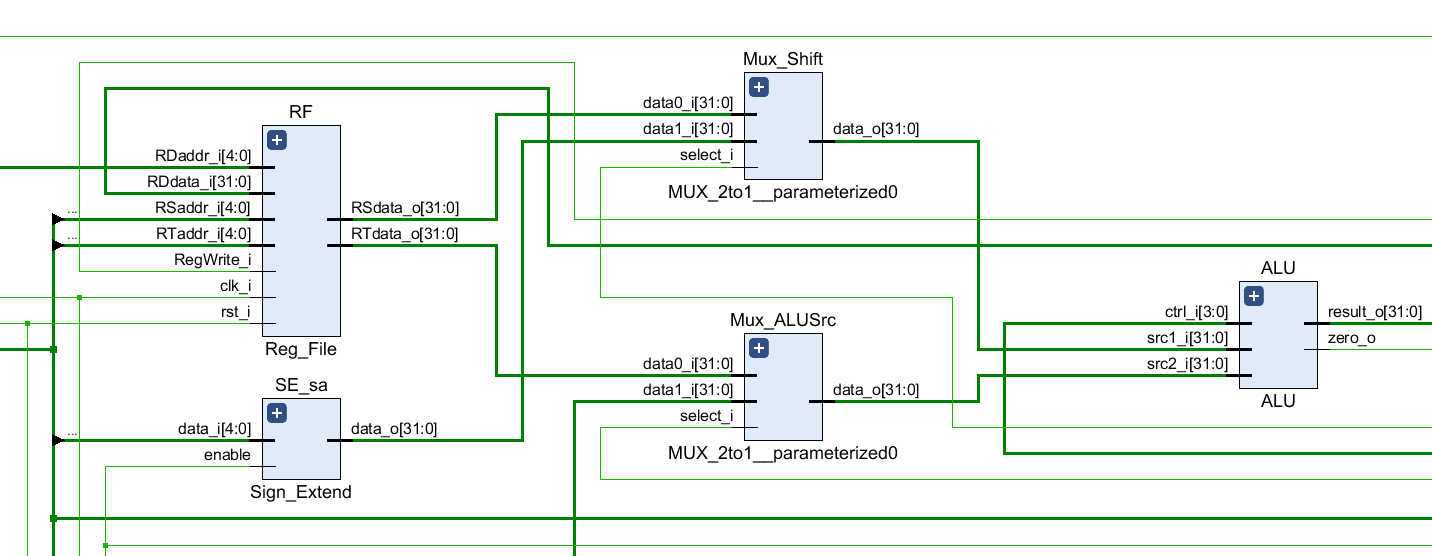 Mux_Shift
+
data0_i[31:0]
data1_i[31:0]
select_i
data_o[31:0]
MUX_2to1__parameterized0
RF
+
RDaddr_i[4:0]
RDdata_i[31:0]
RSaddr_i[4:0]
RTaddr_i[4:0]
RegWrite_i
clk_i
rst_i
...
...
RSdata_o[31:0]
RTdata_o[31:0]
Reg_File
ALU
+
ctrl_i[3:0]
src1_i[31:0]
src2_i[31:0]
result_o[31:0]
zero_o
ALU
Mux_ALUSrc
+
data0_i[31:0]
data1_i[31:0]
select_i
data_o[31:0]
MUX_2to1__parameterized0
SE_sa
+
...
data_i[4:0]
enable
data_o[31:0]
Sign_Extend